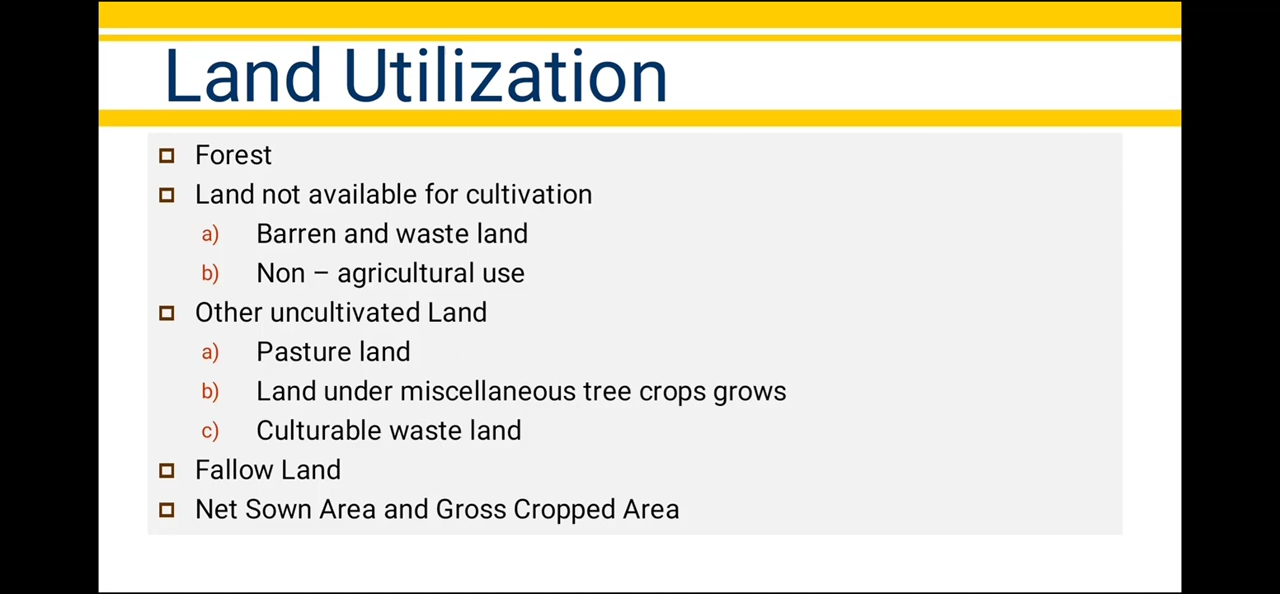 Land Utilization
Forest
Land not available for cultivation
a) Barren and waste land
b) Non – agricultural use
Other uncultivated Land
a) Pasture land
b) Land under miscellaneous tree crops grows
c) Culturable waste land
Fallow Land
Net Sown Area and Gross Cropped Area